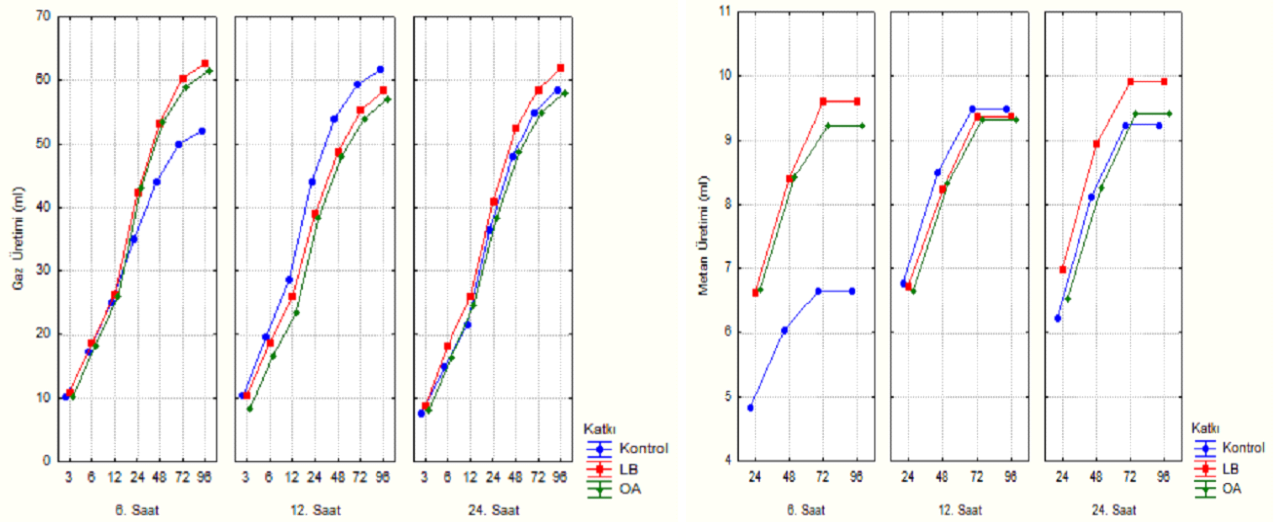 70
60
50
40
30
20
10
0
Gaz Üretimi (ml)
3 6 12 24 48 72 96
3 6 12 24 48 72 96
3 6 12 24 48 72 96
6. Saat
12. Saat
24. Saat
Katkı
Kontrol
LB
OA
11
10
9
8
7
6
5
4
Metan Üretimi (ml)
24 48 72 96
24 48 72 96
24 48 72 96
6. Saat
12. Saat
24. Saat
Katkı
Kontrol
LB
OA